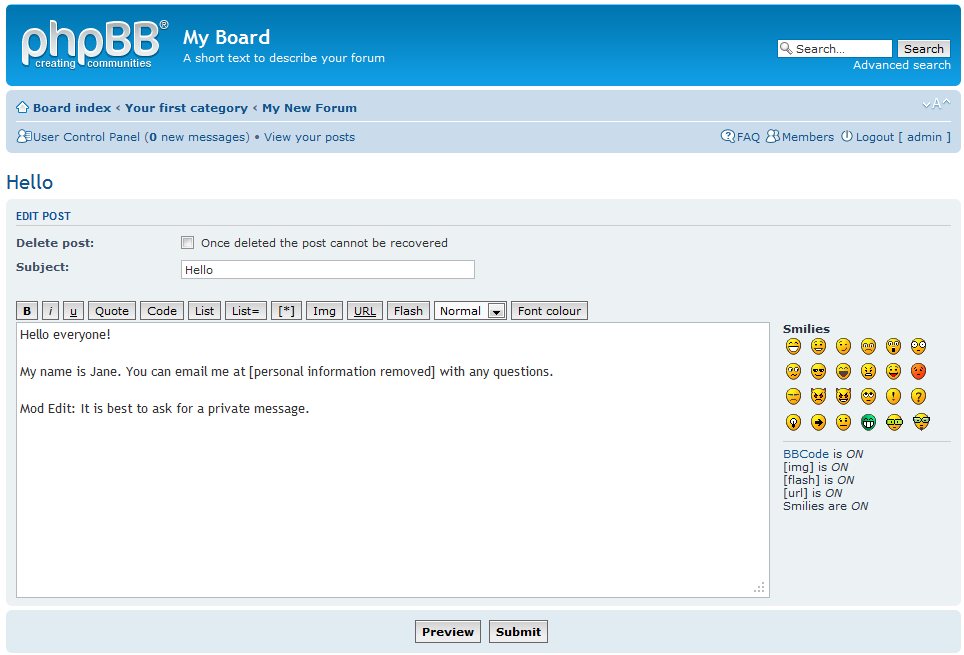 phpBB®
creating communities
My Board
A short text to describe your forum
Search...
Search
Advanced search
Board index ‹ Your first category ‹ My New Forum
A
User Control Panel (0 new messages) • View your posts
FAQ Members Logout [ admin ]
Hello
EDIT POST
Delete post: Once deleted the post cannot be recovered
Subject: Hello
B i u Quote Code List List= [*] Img URL Flash Normal Font colour
Hello everyone!
My name is Jane. You can email me at [personal information removed] with any questions.
Mod Edit: It is best to ask for a private message.
Smilies
BBCode is ON
[img] is ON
[flash] is ON
[url] is ON
Smilies are ON
Preview Submit